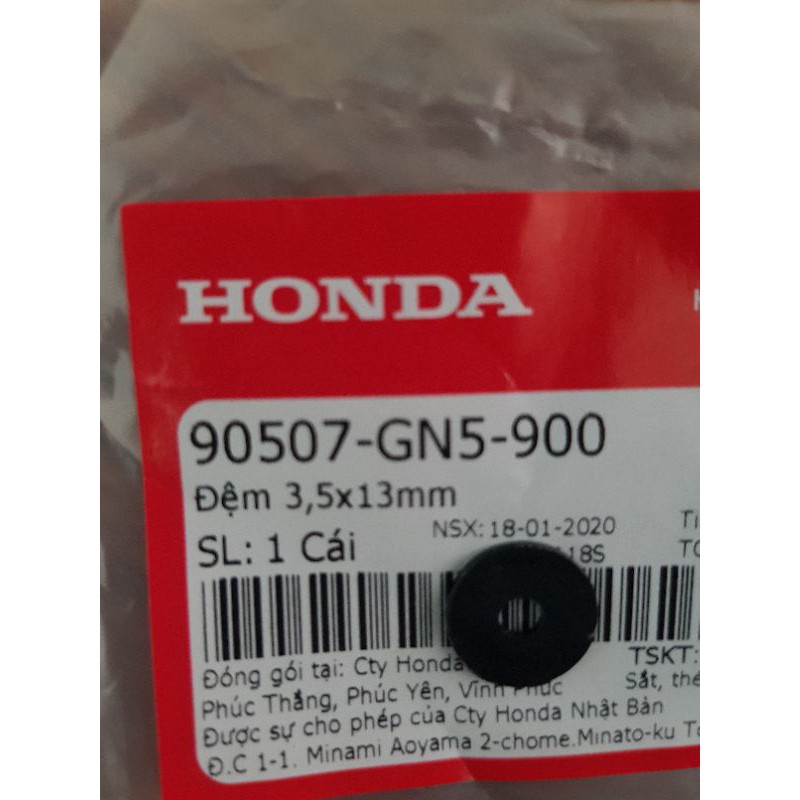 HONDA
90507-GN5-900
Đệm 3,5x13mm
NSX: 18-01-2020
SL: 1 Cái
118S
TSKT:
Đóng gói tại: Cty Honda
Sắt,
Phúc Thắng, Phúc Yên, Vĩnh Phúc
Được sự cho phép của Cty Honda Nhật Bản
Đ.C 1-1. Minami Aoyama 2-chome.Minato-ku